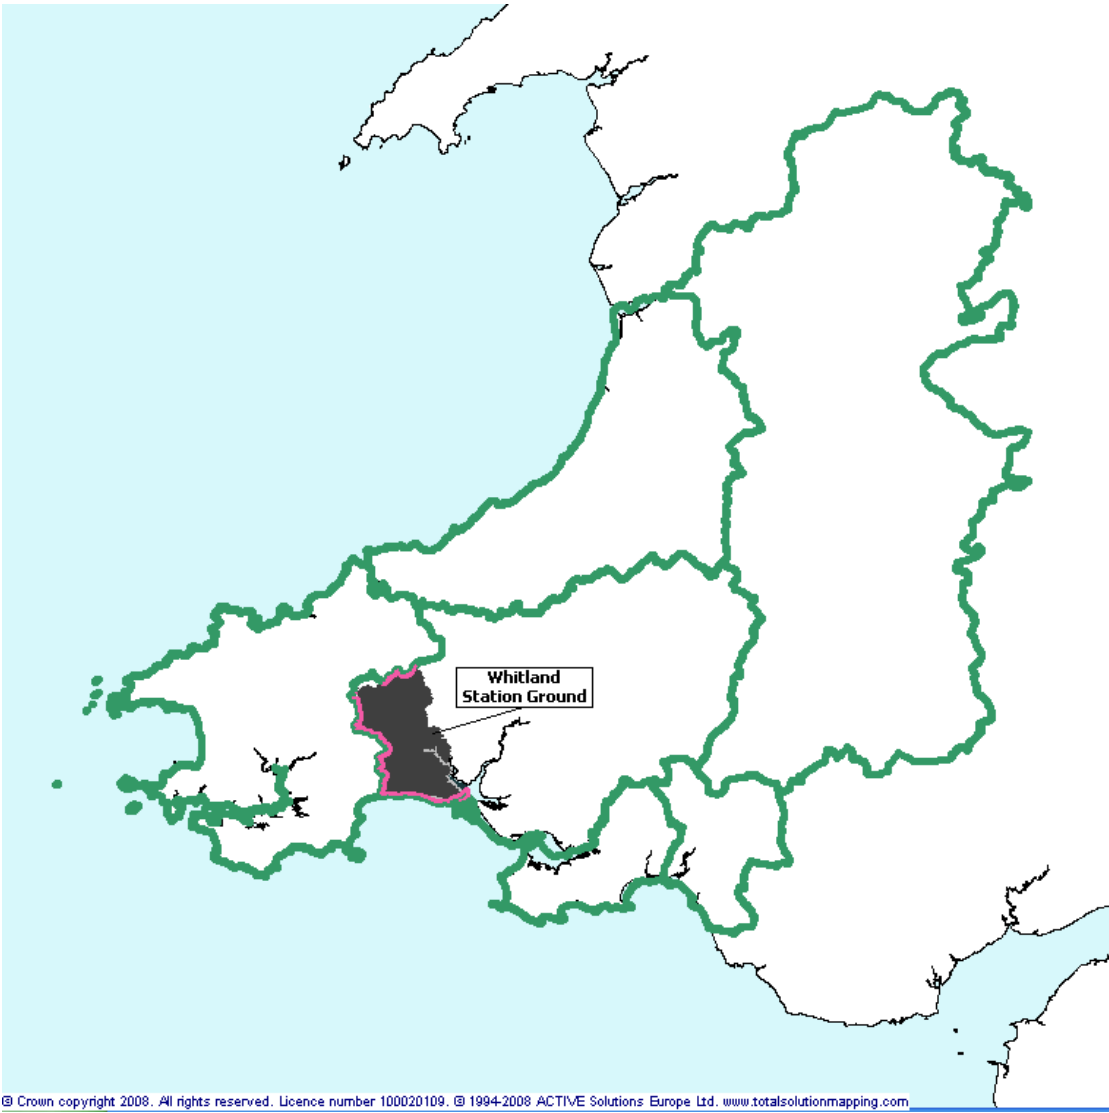 Whitland
Station Ground
© Crown copyright 2008. All rights reserved. Licence number 100020109. © 1994-2008 ACTIVE Solutions Europe Ltd. www.totalsolutionmapping.com